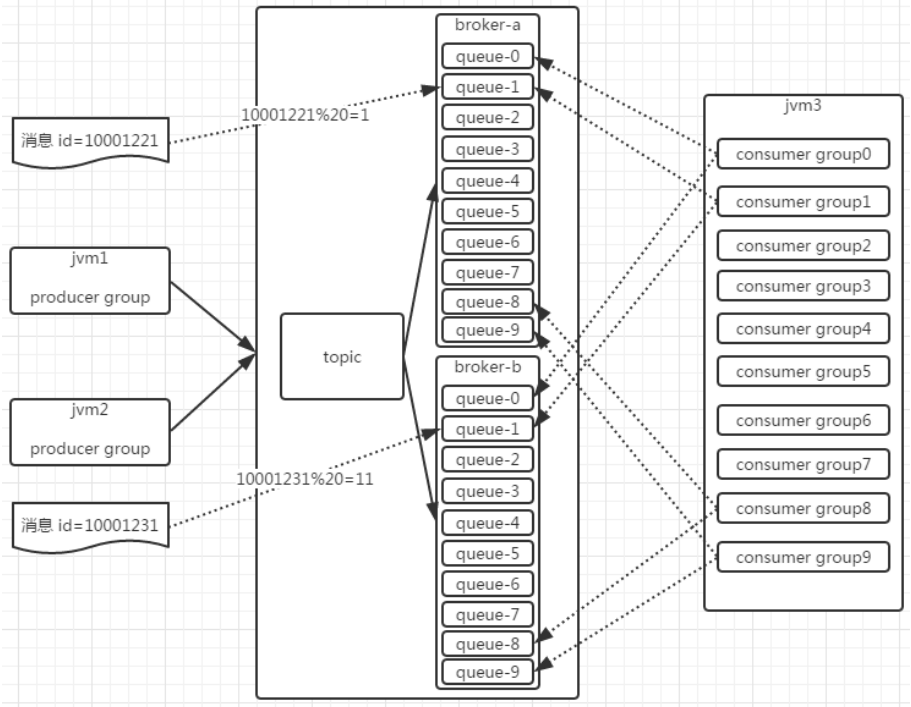 消息 id=10001221
10001221%20=1
jvm1
producer group
jvm2
producer group
消息 id=10001231
10001231%20=11
topic
broker-a
queue-0
queue-1
queue-2
queue-3
queue-4
queue-5
queue-6
queue-7
queue-8
queue-9
broker-b
queue-0
queue-1
queue-2
queue-3
queue-4
queue-5
queue-6
queue-7
queue-8
queue-9
jvm3
consumer group0
consumer group1
consumer group2
consumer group3
consumer group4
consumer group5
consumer group6
consumer group7
consumer group8
consumer group9